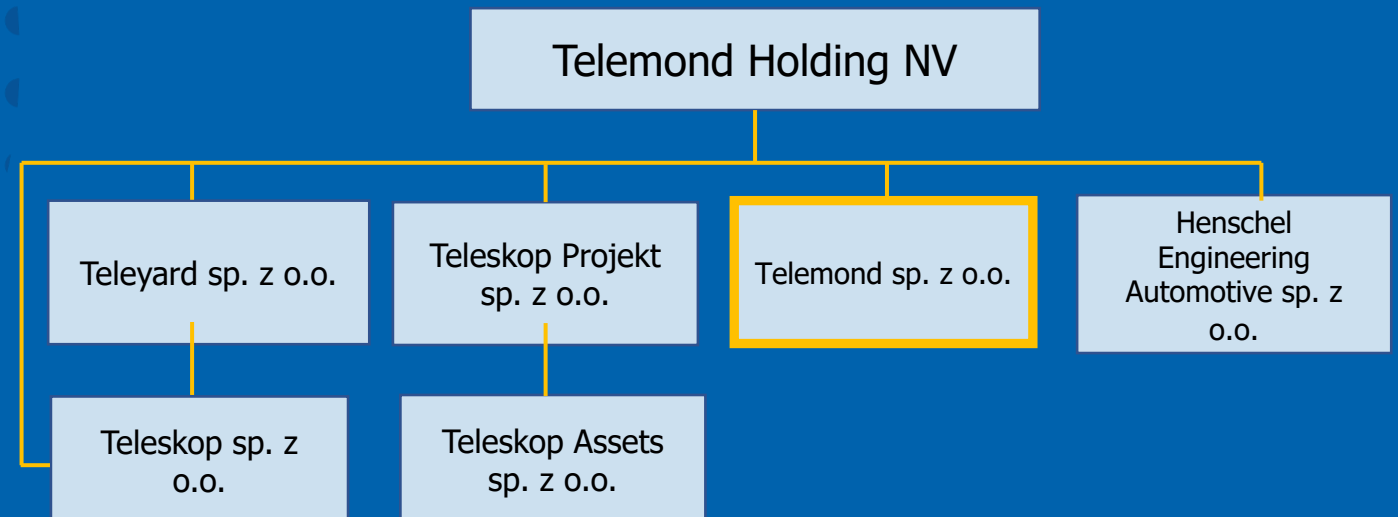 Telemond Holding NV
Teleyard sp. z o.o.
Teleskop Projekt
sp. z o.o.
Telemond sp. z o.o.
Henschel
Engineering
Automotive sp. z
o.o.
Teleskop sp. z
o.o.
Teleskop Assets
sp. z o.o.